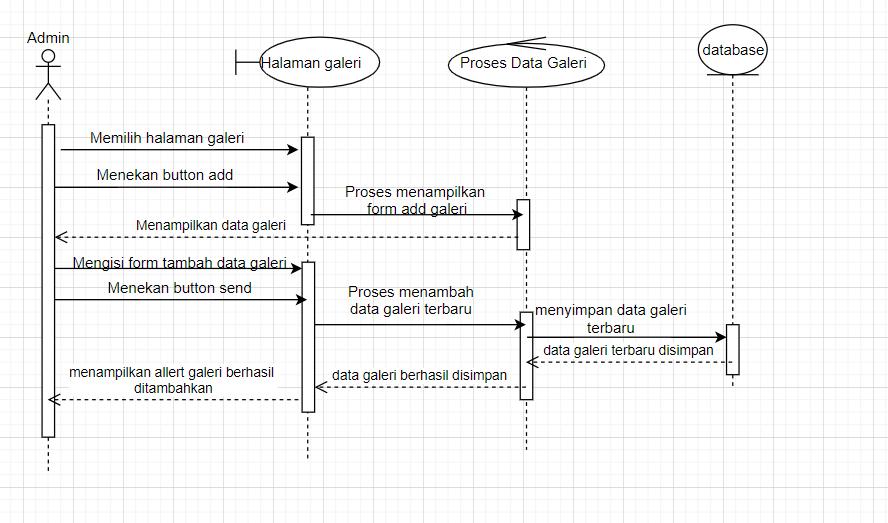 Admin
Halaman galeri
Proses Data Galeri
database
Memilih halaman galeri
Menekan button add
Proses menampilkan
form add galeri
Menampilkan data galeri
Mengisi form tambah data galeri
Menekan button send
Proses menambah
data galeri terbaru
menyimpan data galeri
terbaru
data galeri terbaru disimpan
data galeri berhasil disimpan
menampilkan allert galeri berhasil
ditambahkan